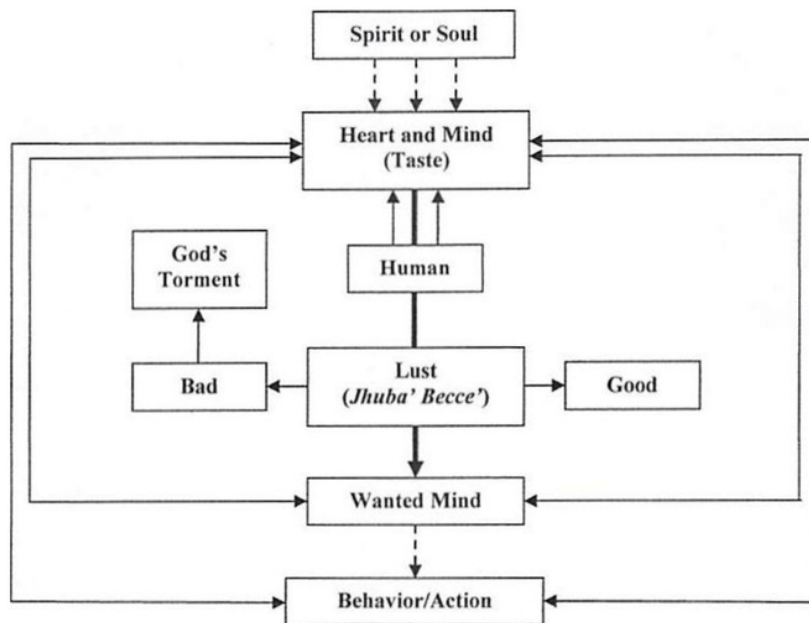 Spirit or Soul
Heart and Mind
(Taste)
God's
Torment
Human
Bad
Lust
(Jhuba' Becce')
Good
Wanted Mind
Behavior/Action